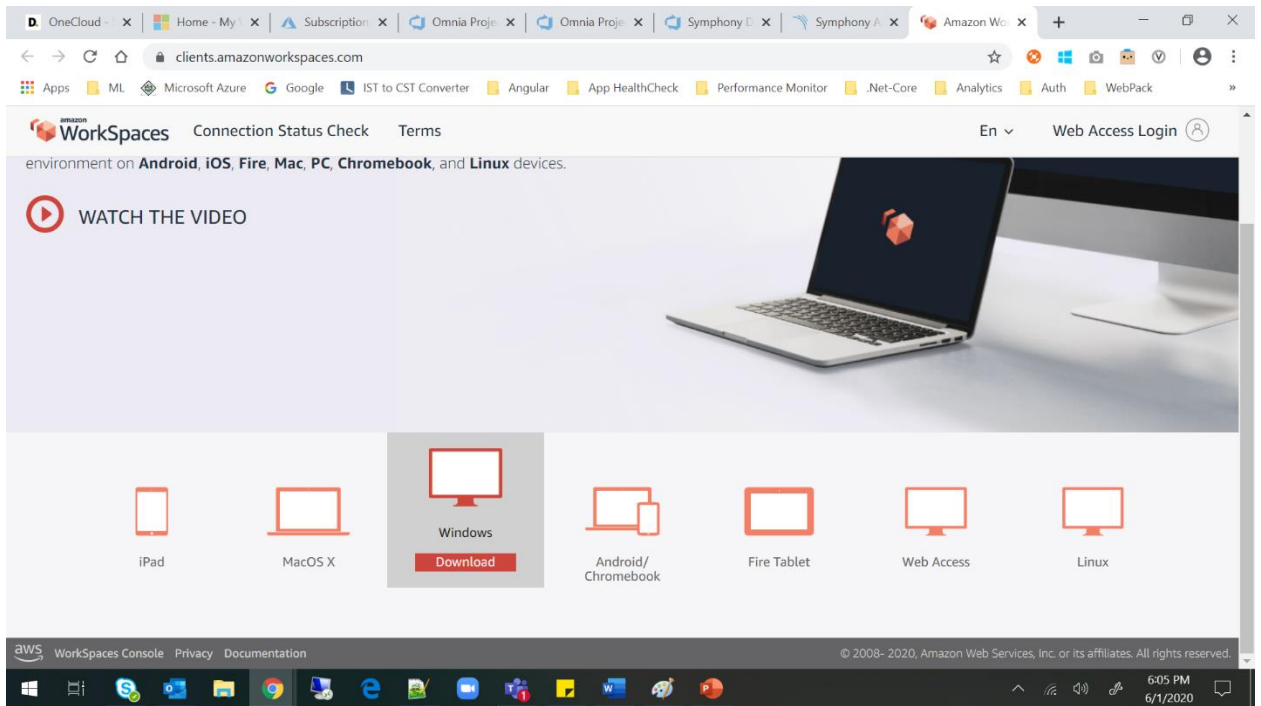 D. OneCloud - Home - My Subscription Omnia Proje Omnia Proje Symphony D Symphony A Amazon Wo
clients.amazonworkspaces.com
Apps ML Microsoft Azure Google IST to CST Converter Angular App HealthCheck Performance Monitor .Net-Core Analytics Auth WebPack »
amazon
WorkSpaces Connection Status Check Terms En Web Access Login
environment on Android, iOS, Fire, Mac, PC, Chromebook, and Linux devices.
WATCH THE VIDEO
Windows
iPad MacOS X Download Android/ Fire Tablet Web Access Linux
Chromebook
aws WorkSpaces Console Privacy Documentation © 2008- 2020, Amazon Web Services, Inc. or its affiliates. All rights reserved.
6:05 PM
6/1/2020